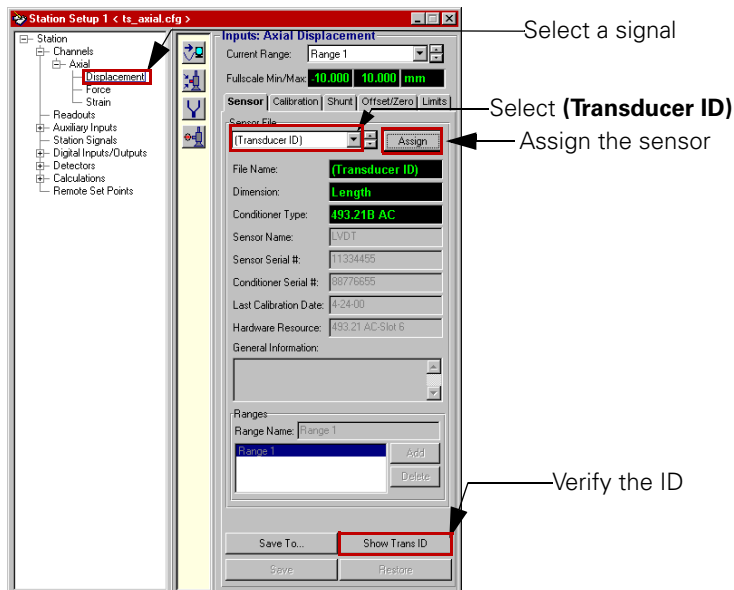 Station Setup 1 < ts_axial.cfg >
Select a signal
Station
Channels
Axial
Displacement
Force
Strain
Readouts
Auxiliary Inputs
Station Signals
Digital Inputs/Outputs
Detectors
Calculations
Remote Set Points
Inputs: Axial Displacement
Current Range: Range 1
Fullscale Min/Max: -10.000 10.000 mm
Sensor Calibration Shunt Offset/Zero Limits
Select (Transducer ID)
Sensor File
(Transducer ID) Assign
Assign the sensor
File Name: (Transducer ID)
Dimension: Length
Conditioner Type: 493.21B AC
Sensor Name: LVDT
Sensor Serial #: 11334455
Conditioner Serial #: 88776655
Last Calibration Date: 4-24-00
Hardware Resource: 493.21 AC-Slot 6
General Information:
Ranges
Range Name: Range 1
Range 1
Add
Delete
Verify the ID
Save To... Show Trans ID
Save Restore